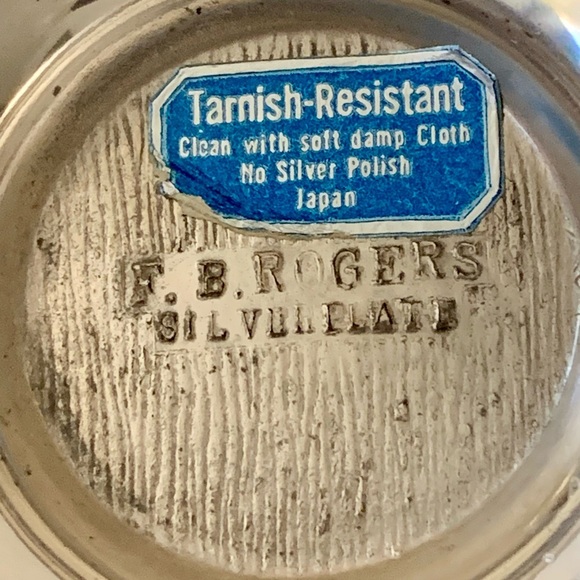 Tarnish-Resistant
Clean with soft damp Cloth
No Silver Polish
Japan
F. B. ROGERS
SILVERPLATE